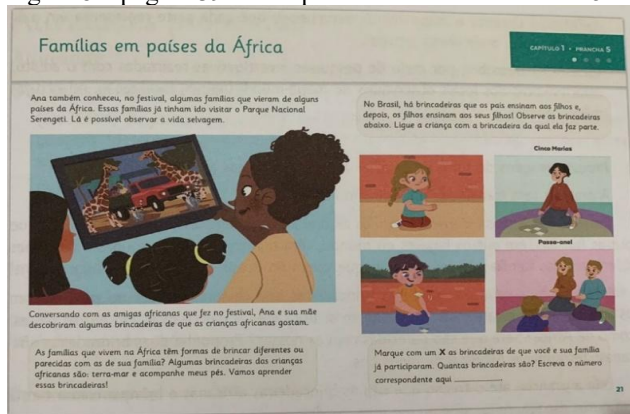 Famílias em países da África
CAPÍTULO 1 • PRANCHA 5
Ana também conheceu, no festival, algumas famílias que vieram de alguns
países da África. Essas famílias já tinham ido visitar o Parque Nacional
Serengeti. Lá é possível observar a vida selvagem.
Conversando com as amigas africanas que fez no festival, Ana e sua mãe
descobriram algumas brincadeiras de que as crianças africanas gostam.
As famílias que vivem na África têm formas de brincar diferentes ou
parecidas com as de sua família? Algumas brincadeiras das crianças
africanas são: terra-mar e acompanhe meus pés. Vamos aprender
essas brincadeiras!
No Brasil, há brincadeiras que os pais ensinam aos filhos e,
depois, os filhos ensinam aos seus filhos! Observe as brincadeiras
abaixo. Ligue a criança com a brincadeira da qual ela faz parte.
Cinco Marias
Passa-anel
Marque com um X as brincadeiras de que você e sua família
já participaram. Quantas brincadeiras são? Escreva o número
correspondente aqui
21